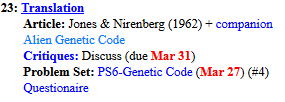 23: Translation
Article: Jones & Nirenberg (1962) + companion
Alien Genetic Code
Critiques: Discuss (due Mar 31)
Problem Set: PS6-Genetic Code (Mar 27) (#4)
Questionaire